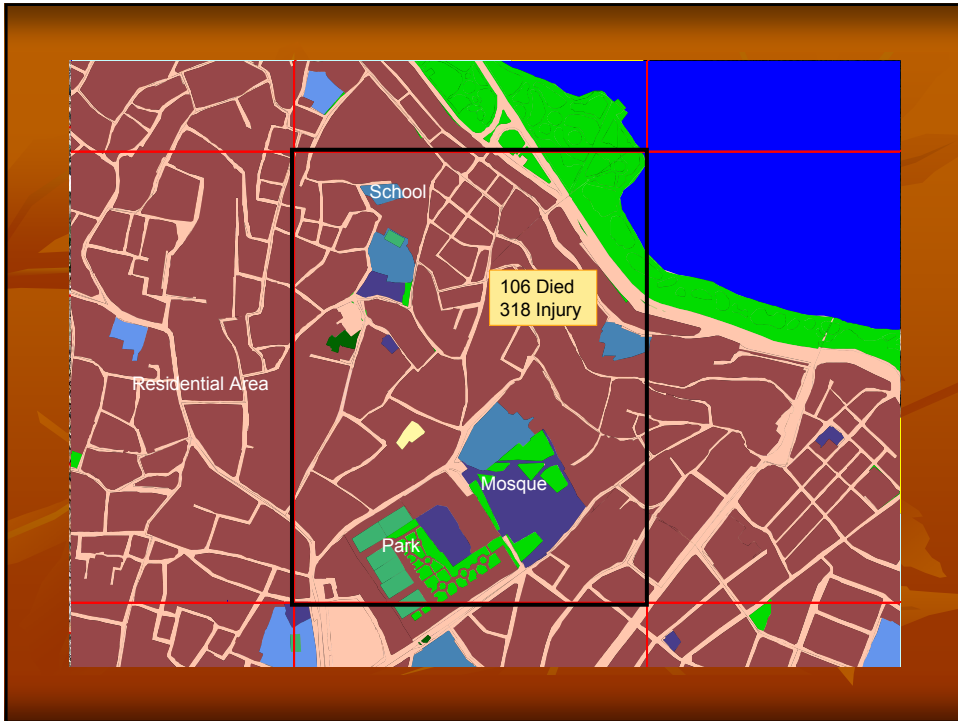 School
106 Died
318 Injury
Residential Area
Mosque
Park